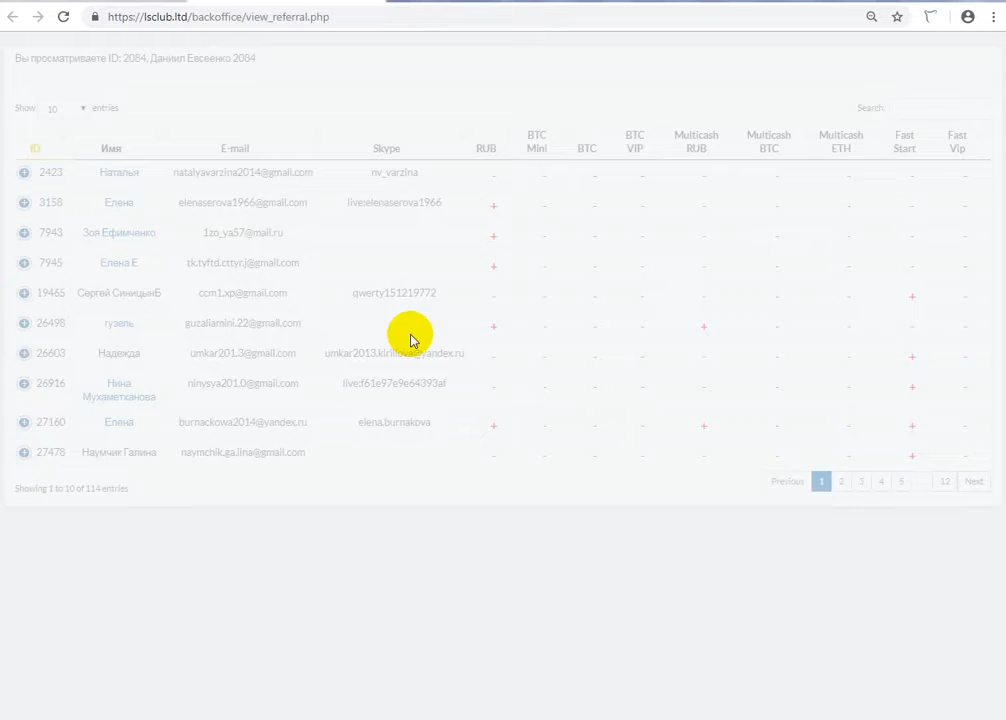 https://lsclub.ltd/backoffice/view_referral.php
Вы просматриваете ID: 2084, Даниил Евсеенко 2084
Show 10 entries Search:
ID Имя E-mail Skype RUB BTC Mini BTC BTC VIP Multicash RUB Multicash BTC Multicash ETH Fast Start Fast Vip
2423 Наталья natalyavarzina2014@gmail.com nv_varzina - - - - - - - - -
3158 Елена elenaserova1966@gmail.com live:elenaserova1966 + - - - - - - - -
7943 Зоя Ефимченко 1zo_ya57@mail.ru + - - - - - - - -
7945 Елена Е tk.tyftd.cttyr.j@gmail.com + - - - - - - - -
19465 Сергей СиницынБ ccm1.xp@gmail.com qwerty151219772 - - - - - - - + -
26498 гузель guzaliamini.22@gmail.com + - - - + - - - -
26603 Надежда umkar201.3@gmail.com umkar2013.kirillova@yandex.ru - - - - - - - + -
26916 Нина Мухаметханова ninvsya201.0@gmail.com live:f61e97e9e64393af - - - - - - - + -
27160 Елена burnackowa2014@yandex.ru elena.burnakova + - - - + - - + -
27478 Наумчик Галина naymchik.ga.lina@gmail.com - - - - - - - + -
Showing 1 to 10 of 114 entries Previous 1 2 3 4 5 12 Next